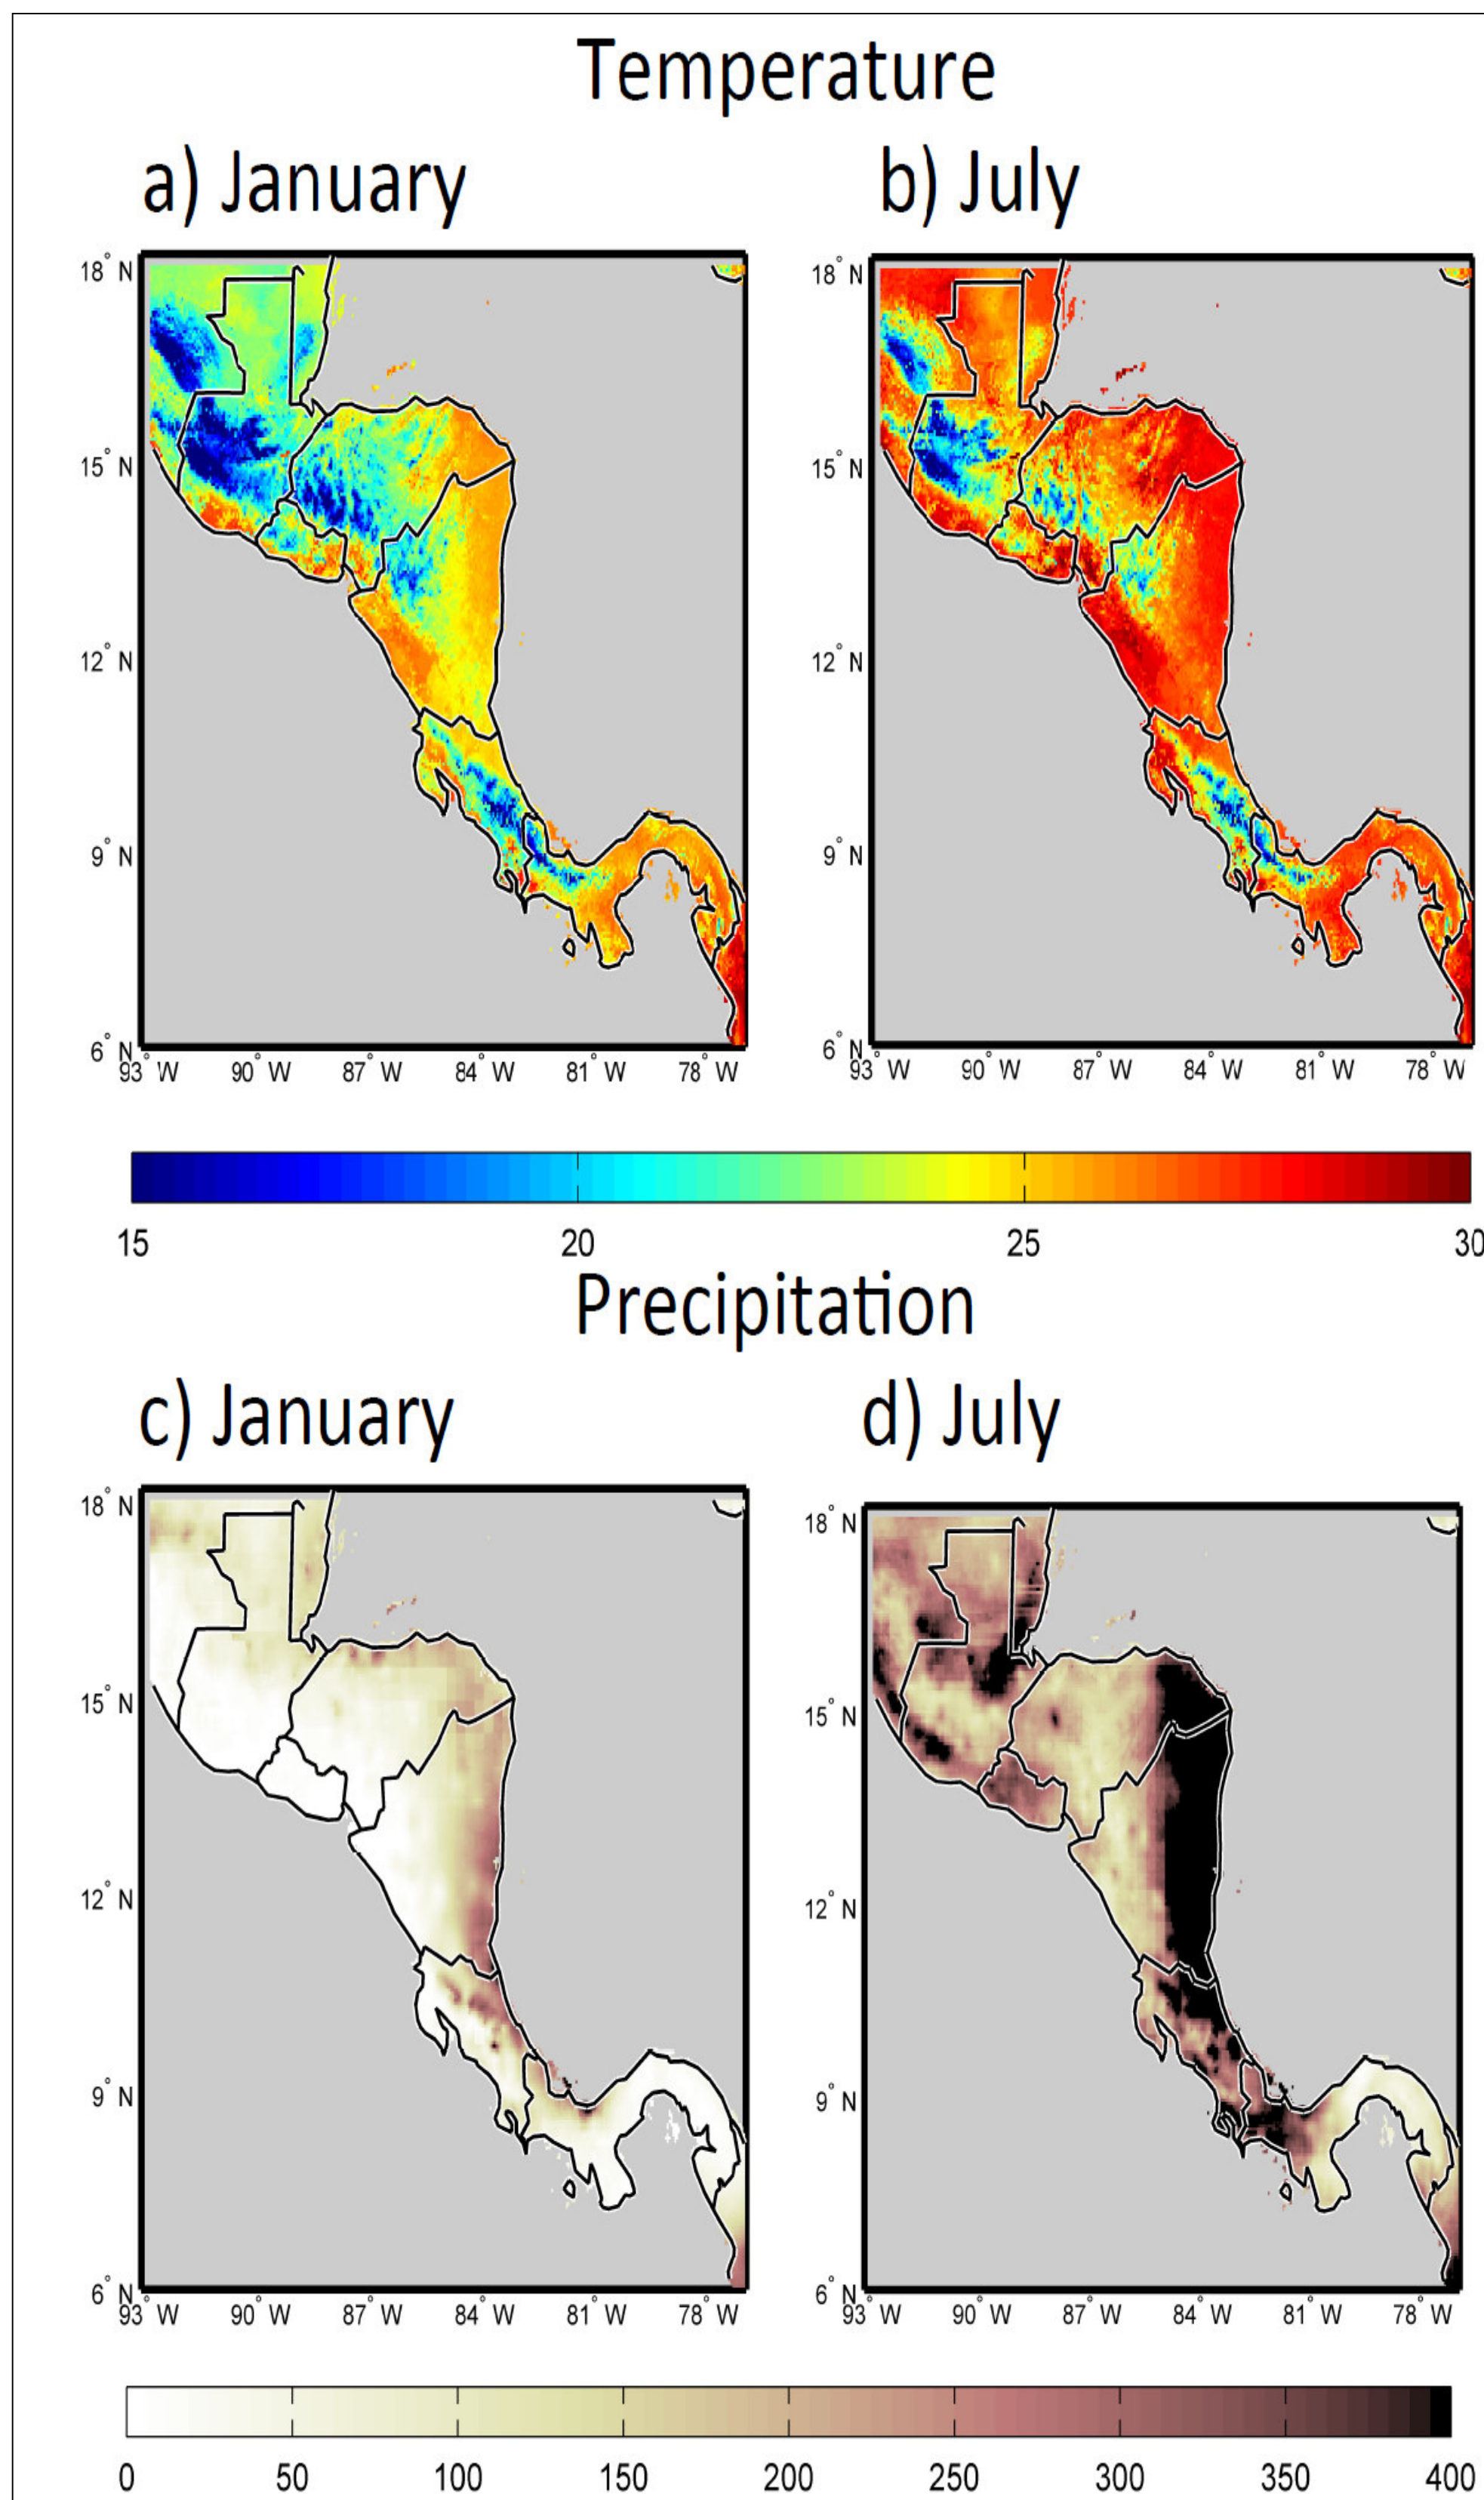 Temperature
a) January
b) July
18° N
15° N
12° N
9° N
6° N
93° W 90° W 87° W 84° W 81° W 78° W
18° N
15° N
12° N
9° N
6° N
93° W 90° W 87° W 84° W 81° W 78° W
15 20 25 30
Precipitation
c) January
d) July
18° N
15° N
12° N
9° N
6° N
93° W 90° W 87° W 84° W 81° W 78° W
18° N
15° N
12° N
9° N
6° N
93° W 90° W 87° W 84° W 81° W 78° W
0 50 100 150 200 250 300 350 400